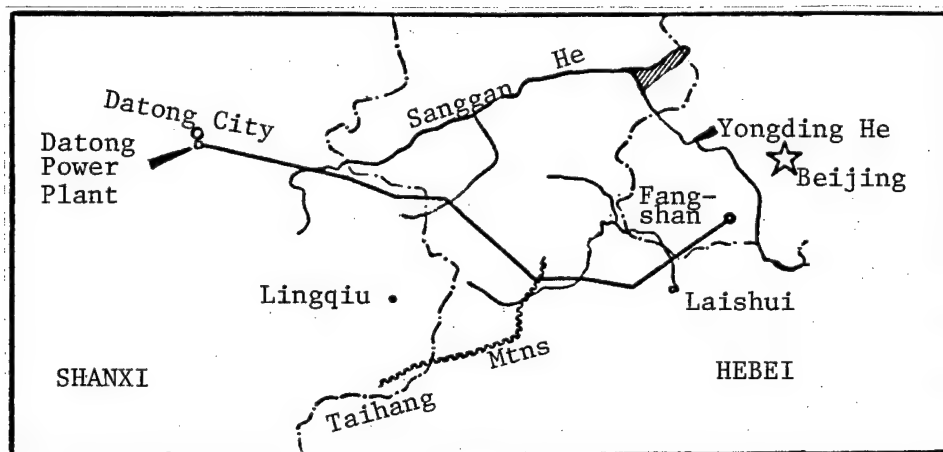 Datong City
Datong
Power
Plant
Sanggan He
Yongding He
Beijing
Fang-
shan
Lingqiu
Laishui
Mtns
SHANXI
HEBEI
Taihang